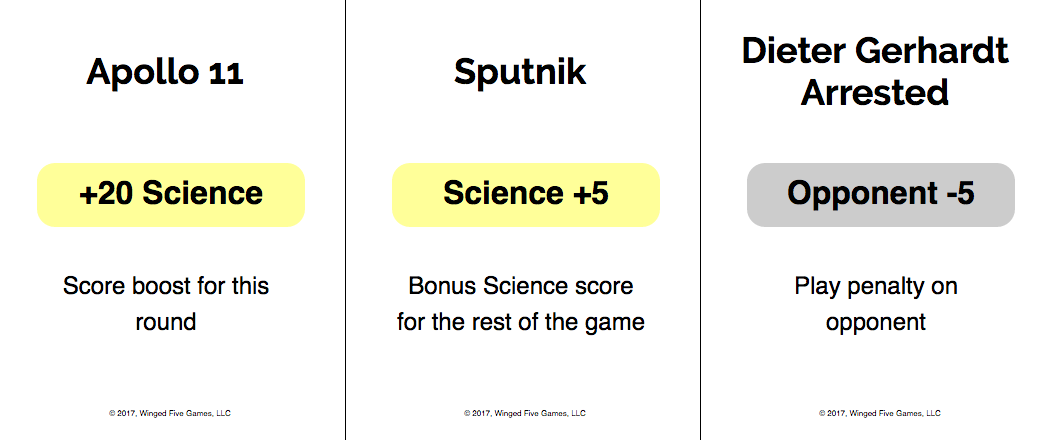 Apollo 11
+20 Science
Score boost for this
round
© 2017, Winged Five Games, LLC
Sputnik
Science +5
Bonus Science score
for the rest of the game
© 2017, Winged Five Games, LLC
Dieter Gerhardt
Arrested
Opponent -5
Play penalty on
opponent
© 2017, Winged Five Games, LLC